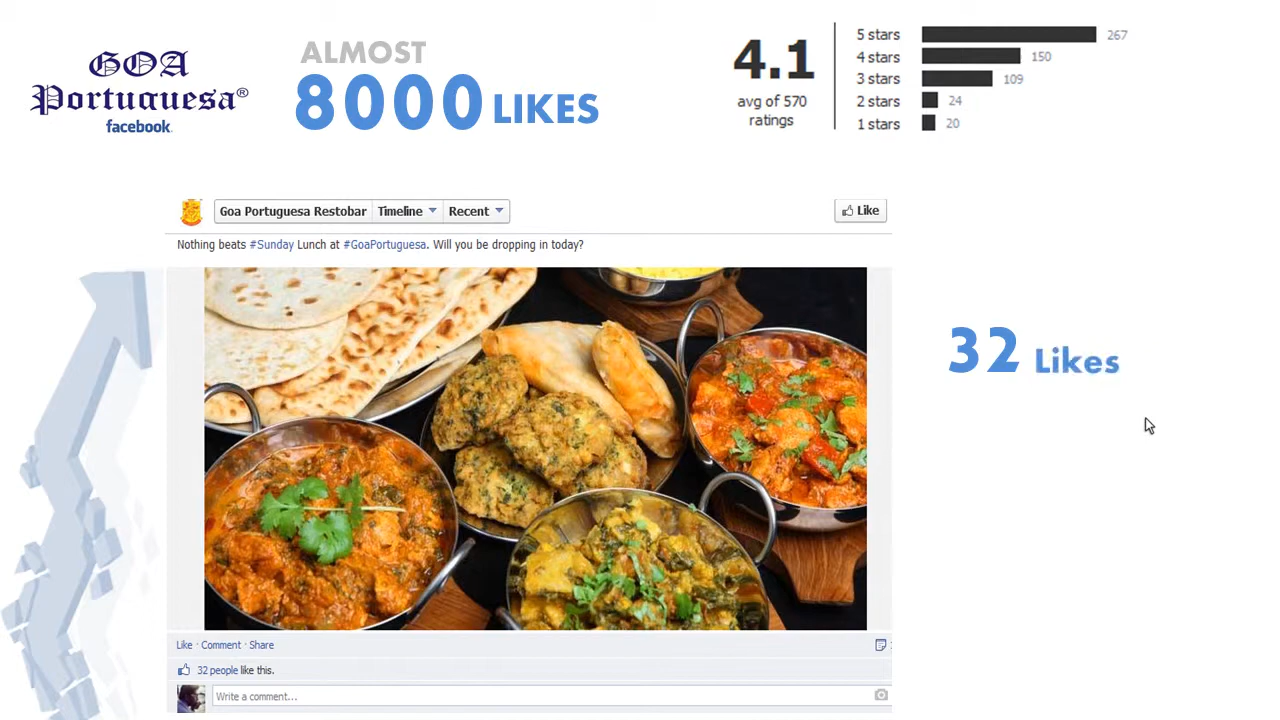 GOA
Portuguesa®
facebook
ALMOST
8000 LIKES
4.1
avg of 570
ratings
5 stars 267
4 stars 150
3 stars 109
2 stars 24
1 stars 20
Goa Portuguesa Restobar Timeline Recent
Like
Nothing beats #Sunday Lunch at #GoaPortuguesa. Will you be dropping in today?
32 Likes
Like · Comment · Share
32 people like this.
Write a comment...